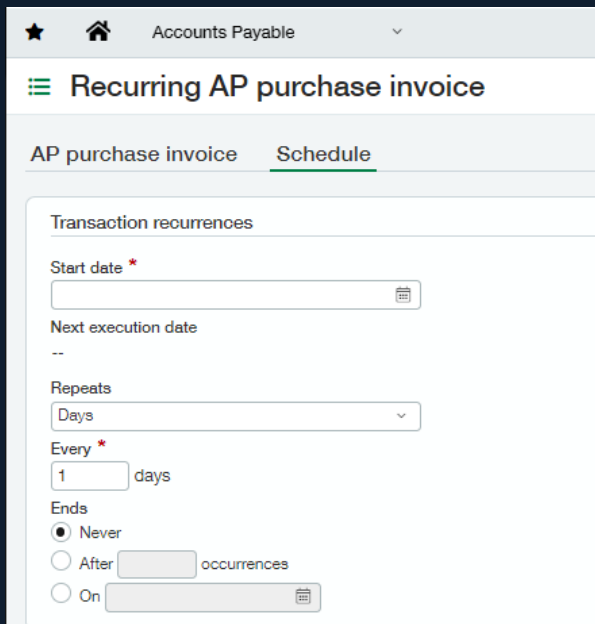 Accounts Payable
Recurring AP purchase invoice
AP purchase invoice Schedule
Transaction recurrences
Start date *
Next execution date
--
Repeats
Days
Every *
1 days
Ends
Never
After occurrences
On